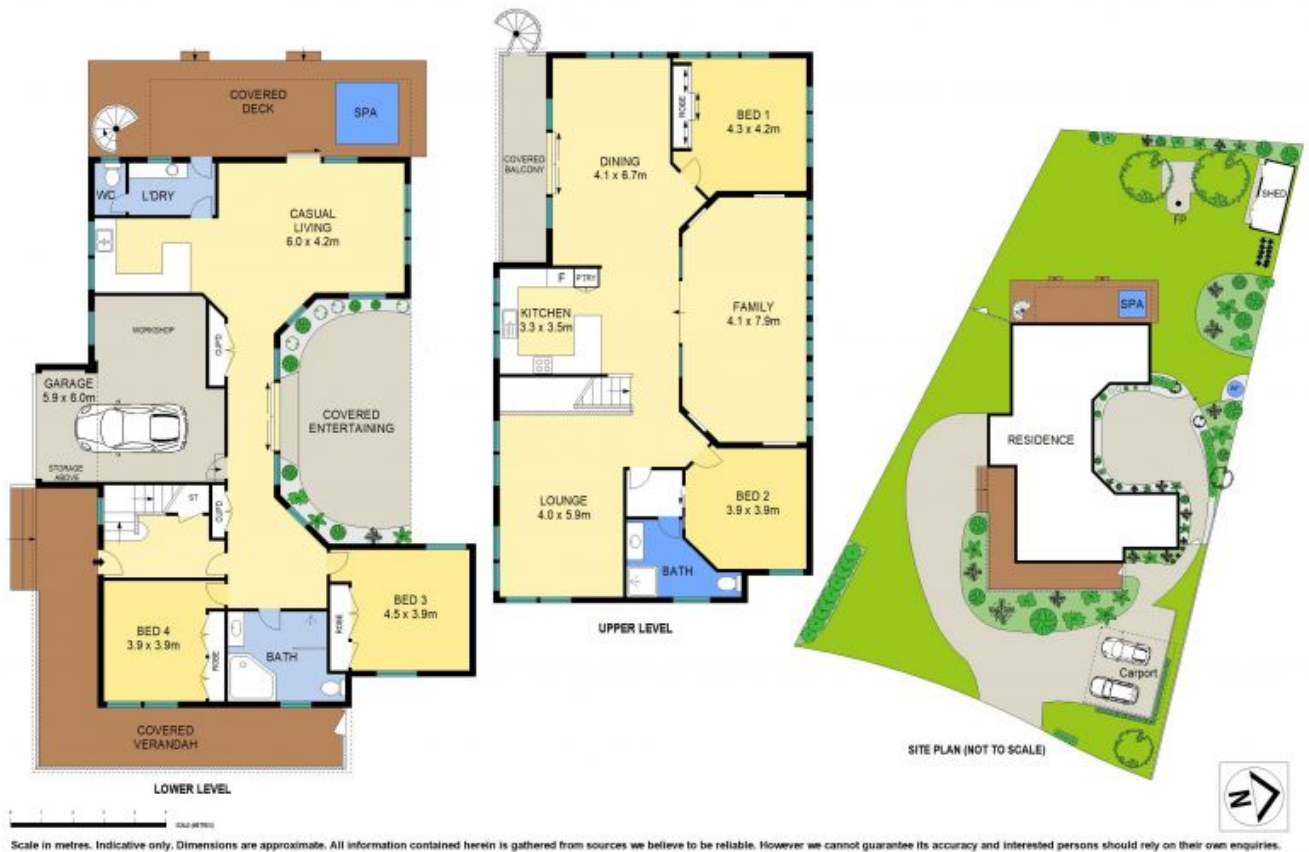 COVERED
DECK
SPA
WC
L'DRY
CASUAL
LIVING
6.0 x 4.2m
WORKSHOP
CUP'D
GARAGE
5.9 x 6.0m
COVERED
ENTERTAINING
STORAGE
ABOVE
ST
CUP'D
BED 3
4.5 x 3.9m
ROBE
BED 4
3.9 x 3.9m
ROBE
BATH
COVERED
VERANDAH
LOWER LEVEL
COVERED
BALCONY
DINING
4.1 x 6.7m
ROBE
BED 1
4.3 x 4.2m
F
PTRY
KITCHEN
3.3 x 3.5m
FAMILY
4.1 x 7.9m
LOUNGE
4.0 x 5.9m
BED 2
3.9 x 3.9m
BATH
UPPER LEVEL
SHED
FP
SPA
RESIDENCE
Carport
SITE PLAN (NOT TO SCALE)
N
SCALE (METRES)
Scale in metres. Indicative only. Dimensions are approximate. All information contained herein is gathered from sources we believe to be reliable. However we cannot guarantee its accuracy and interested persons should rely on their own enquiries.